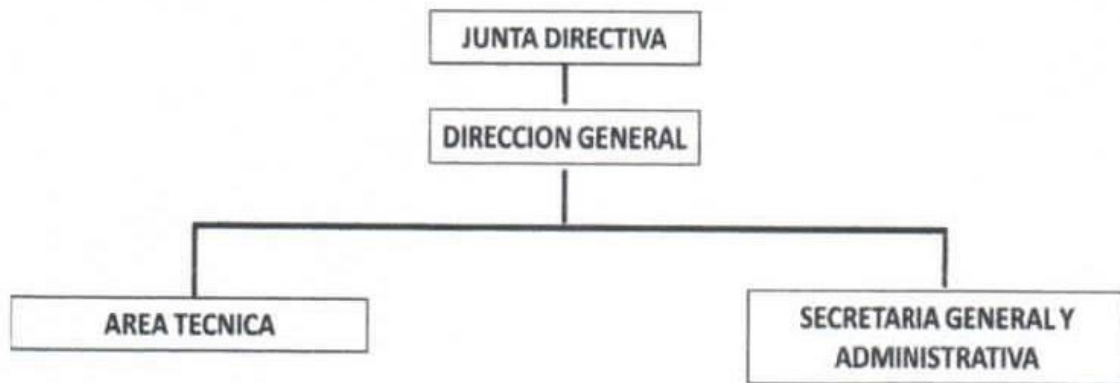 JUNTA DIRECTIVA
DIRECCION GENERAL
AREA TECNICA
SECRETARIA GENERAL Y
ADMINISTRATIVA